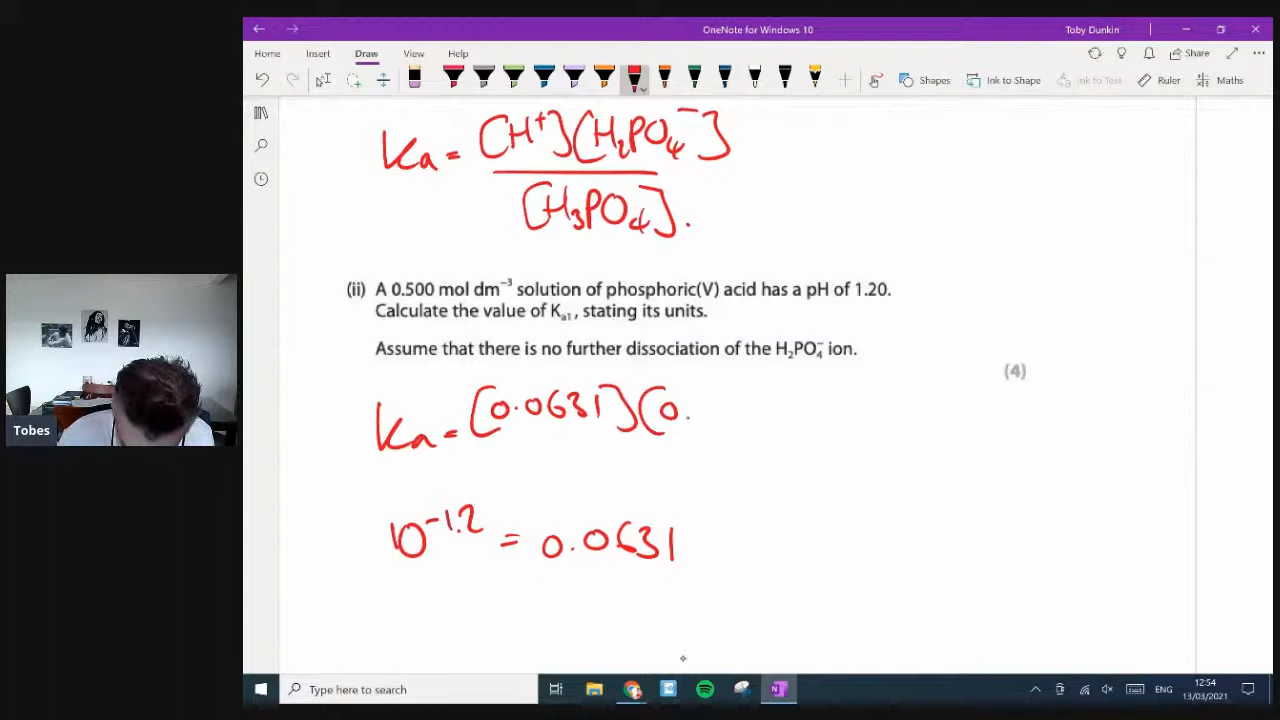 OneNote for Windows 10
Toby Dunkin
Home Insert Draw View Help
Share
Shapes
Ink to Shape
Ink to Text
Ruler
Maths
Ka = [H⁺][H₂PO₄⁻]
[H₃PO₄].
(ii) A 0.500 mol dm⁻³ solution of phosphoric(V) acid has a pH of 1.20.
Calculate the value of Kₐ₁, stating its units.
Assume that there is no further dissociation of the H₂PO₄⁻ ion.
(4)
Ka = [0.0631][0.
10⁻¹·² = 0.0631
Tobes
Type here to search
ENG
12:54
13/03/2021